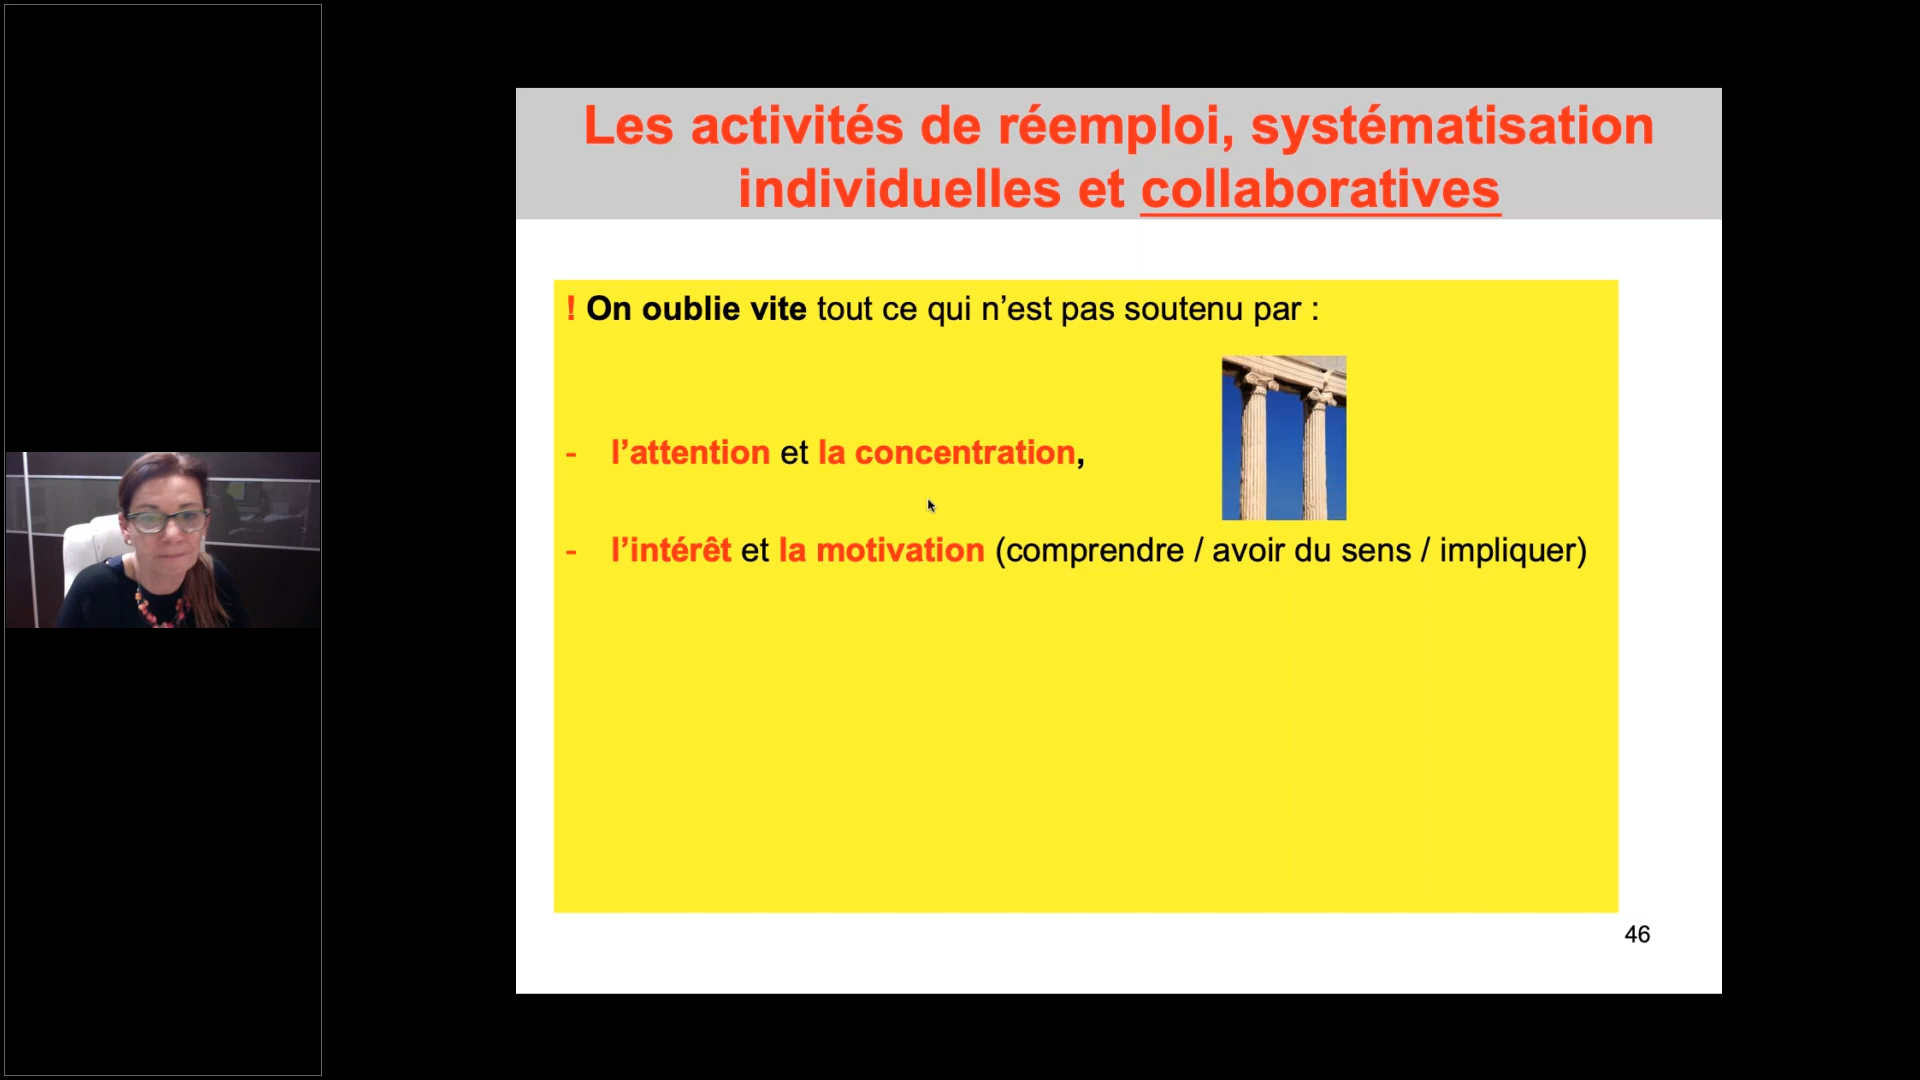 Les activités de réemploi, systématisation
individuelles et collaboratives
! On oublie vite tout ce qui n’est pas soutenu par :
- l’attention et la concentration,
- l’intérêt et la motivation (comprendre / avoir du sens / impliquer)
46